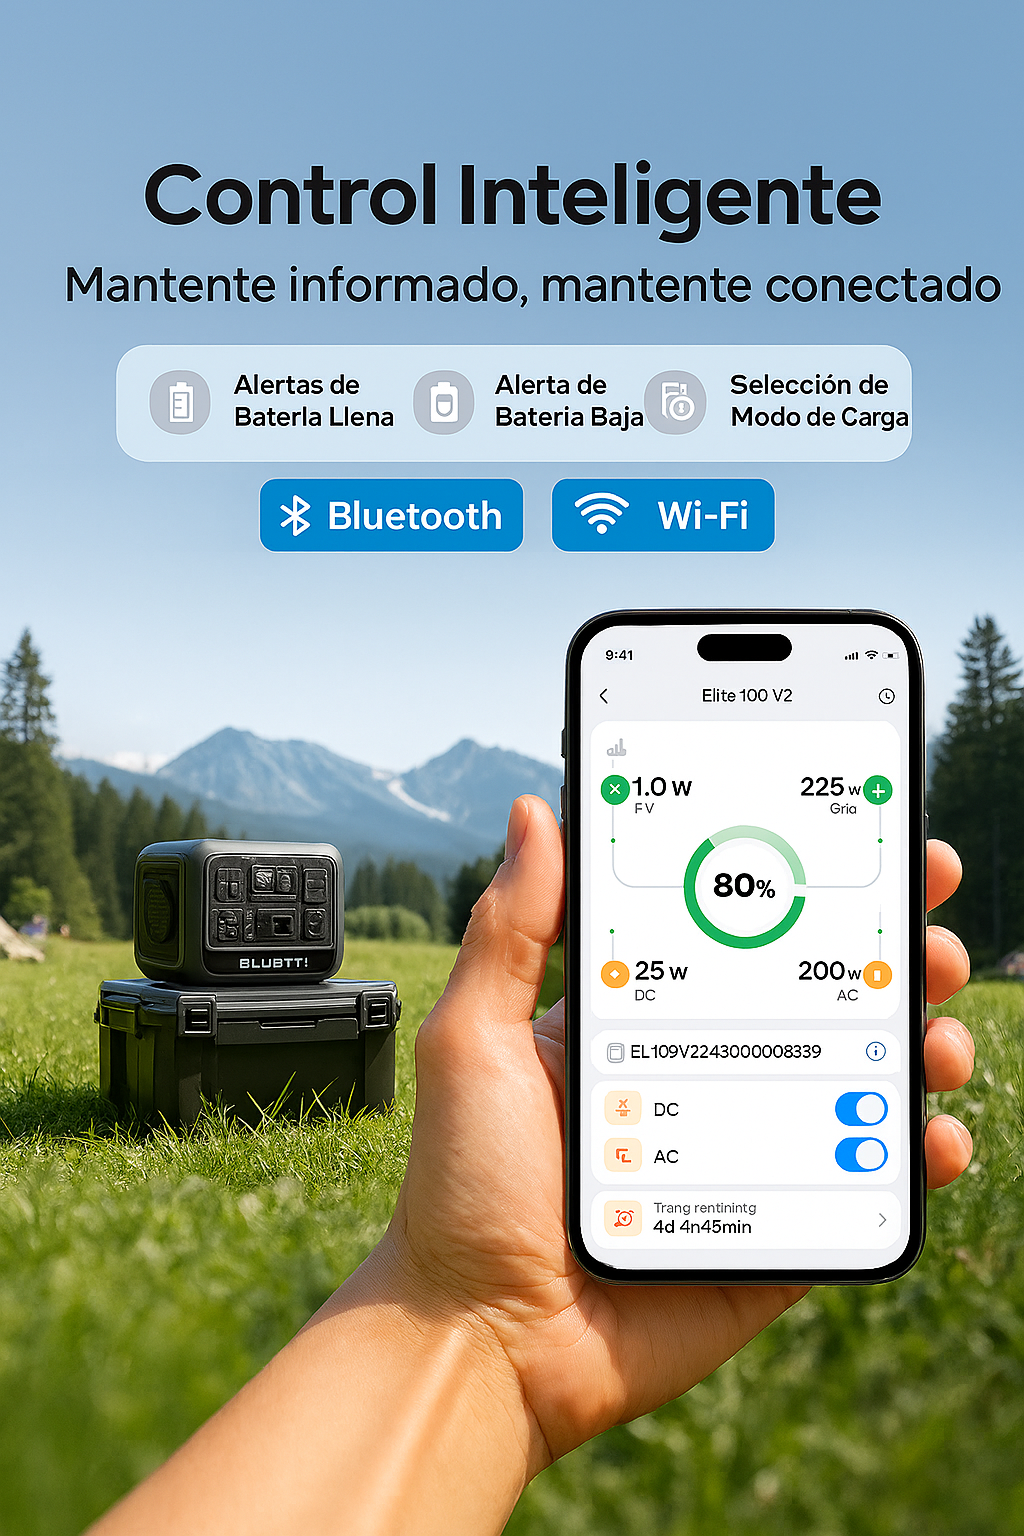 Control Inteligente
Mantente informado, mantente conectado
Alertas de
Baterla Llena
Alerta de
Bateria Baja
Selección de
Modo de Carga
Bluetooth
Wi-Fi
9:41
Elite 100 V2
1.0 w
FV
225 w
Gria
80%
25 w
DC
200 w
AC
EL109V2243000008339
DC
AC
Trang rentinintg
4d 4n45min
BLUBTT!